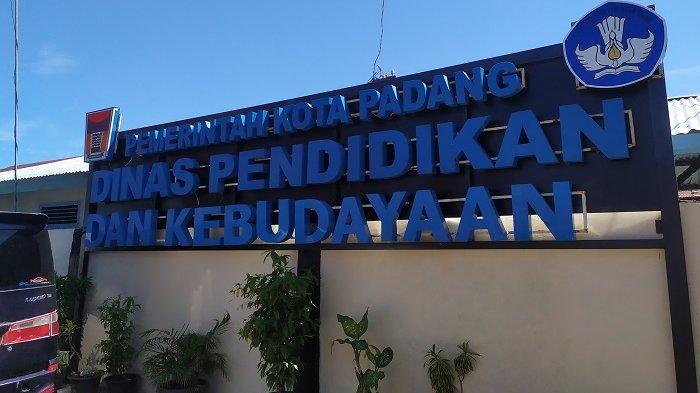 PEMERINTAH KOTA PADANG
DINAS PENDIDIKAN
DAN KEBUDAYAAN